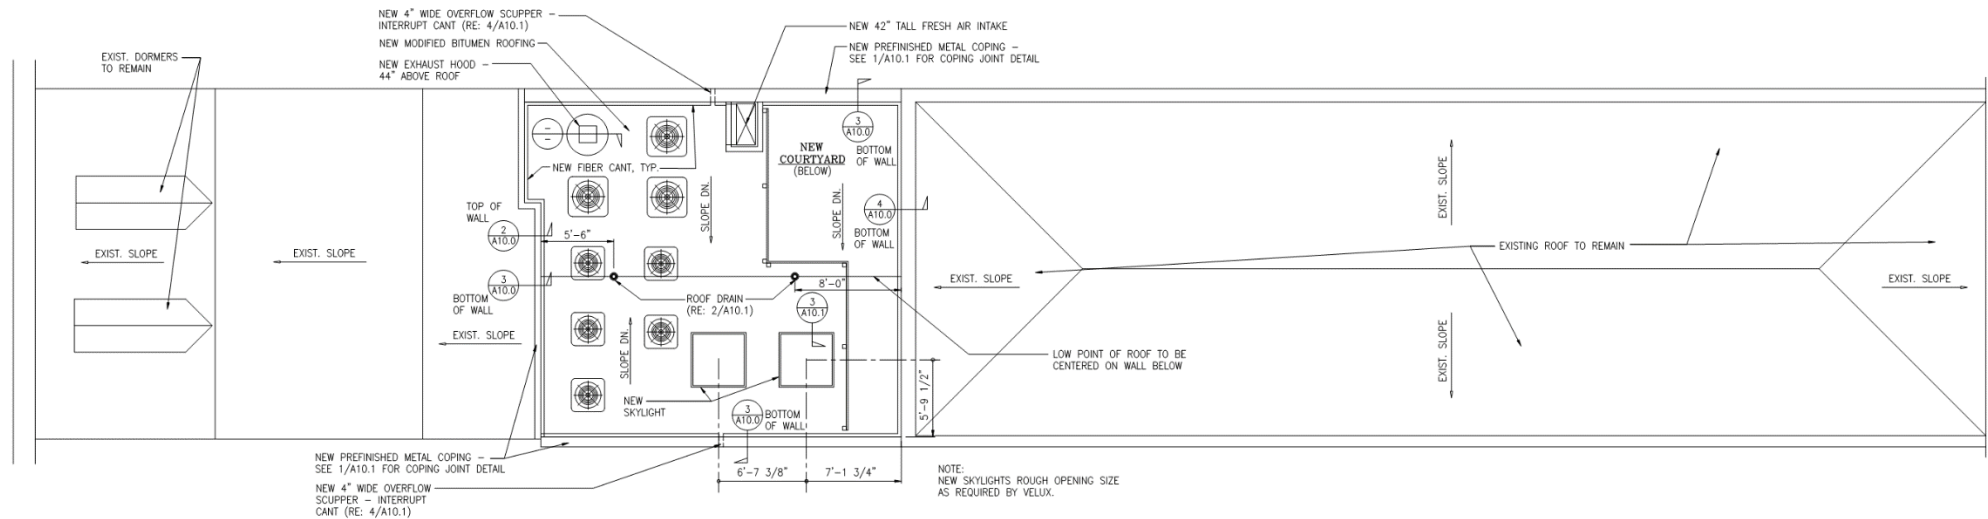 NEW 4" WIDE OVERFLOW SCUPPER –
INTERRUPT CANT (RE: 4/A10.1)
NEW MODIFIED BITUMEN ROOFING
NEW EXHAUST HOOD –
44" ABOVE ROOF
EXIST. DORMERS
TO REMAIN
NEW 42" TALL FRESH AIR INTAKE
NEW PREFINISHED METAL COPING –
SEE 1/A10.1 FOR COPING JOINT DETAIL
3
A10.0
BOTTOM
OF WALL
–
–
NEW
COURTYARD
(BELOW)
NEW FIBER CANT, TYP.
SLOPE DN.
SLOPE DN.
4
A10.0
BOTTOM
OF WALL
TOP OF
WALL
2
A10.0
5'-6"
EXIST. SLOPE
EXIST. SLOPE
3
A10.0
BOTTOM
OF WALL
EXIST. SLOPE
8'-0"
ROOF DRAIN
(RE: 2/A10.1)
3
A10.1
SLOPE DN.
NEW
SKYLIGHT
3
A10.0
BOTTOM
OF WALL
5'-9 1/2"
LOW POINT OF ROOF TO BE
CENTERED ON WALL BELOW
EXIST. SLOPE
EXIST. SLOPE
EXISTING ROOF TO REMAIN
EXIST. SLOPE
EXIST. SLOPE
NEW PREFINISHED METAL COPING –
SEE 1/A10.1 FOR COPING JOINT DETAIL
NEW 4" WIDE OVERFLOW
SCUPPER – INTERRUPT
CANT (RE: 4/A10.1)
6'-7 3/8"
7'-1 3/4"
NOTE:
NEW SKYLIGHTS ROUGH OPENING SIZE
AS REQUIRED BY VELUX.